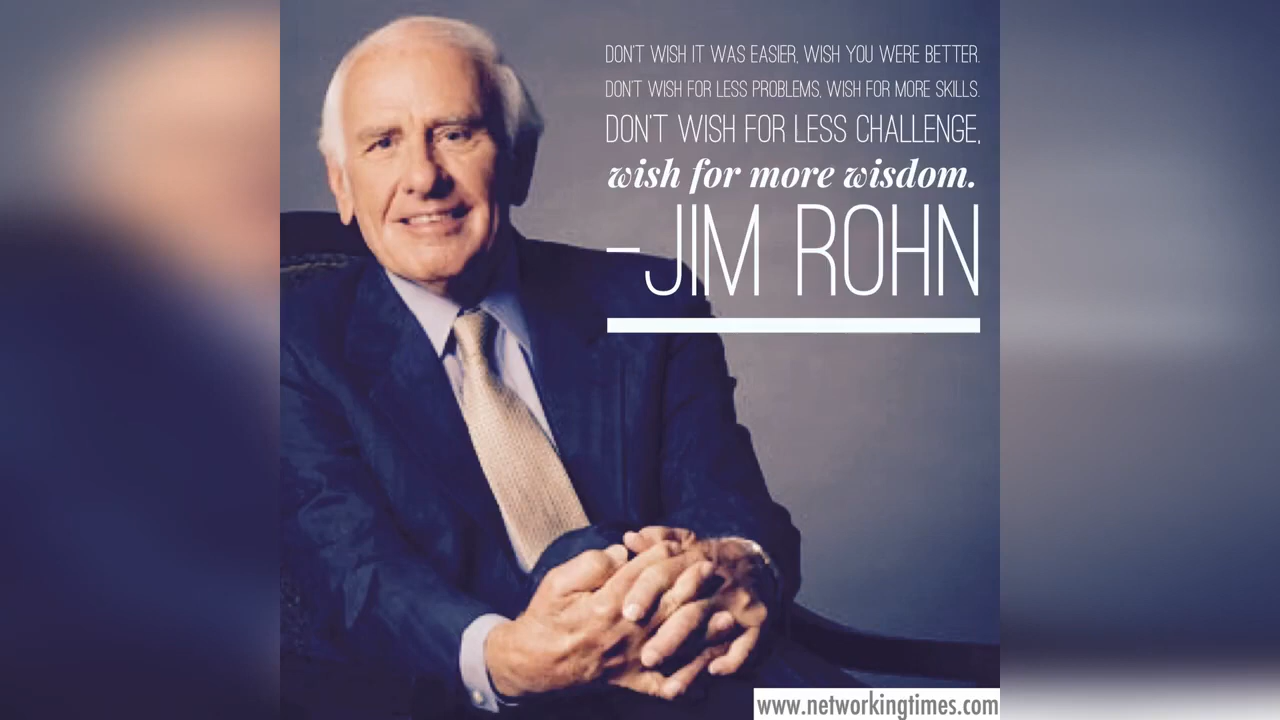 DON'T WISH IT WAS EASIER, WISH YOU WERE BETTER.
DON'T WISH FOR LESS PROBLEMS, WISH FOR MORE SKILLS.
DON'T WISH FOR LESS CHALLENGE,
wish for more wisdom.
-JIM ROHN
www.networkingtimes.com